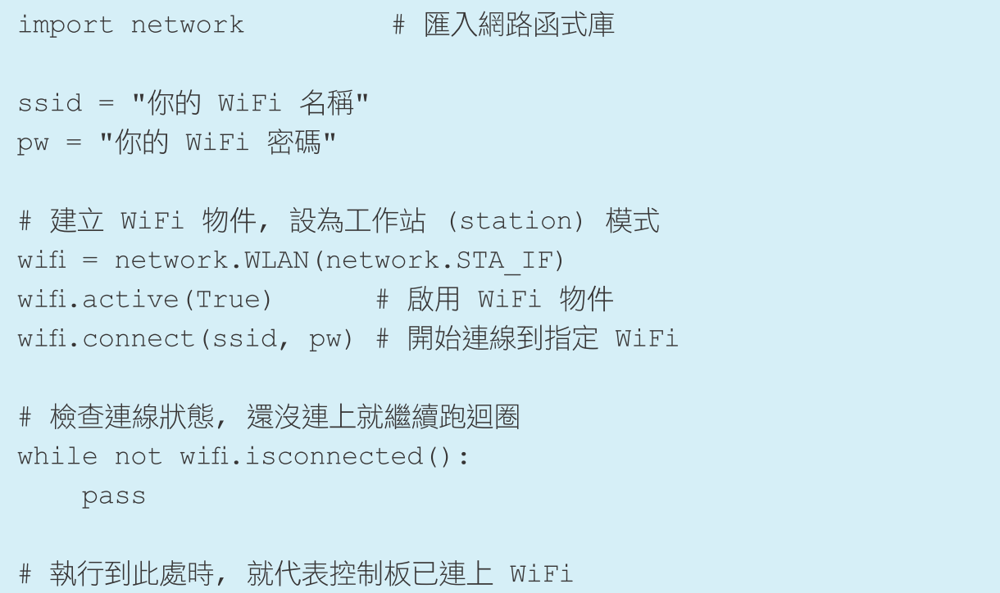 import network         # 匯入網路函式庫
ssid = "你的 WiFi 名稱"
pw = "你的 WiFi 密碼"
# 建立 WiFi 物件, 設為工作站 (station) 模式
wifi = network.WLAN(network.STA_IF)
wifi.active(True)      # 啟用 WiFi 物件
wifi.connect(ssid, pw) # 開始連線到指定 WiFi
# 檢查連線狀態, 還沒連上就繼續跑迴圈
while not wifi.isconnected():
    pass
# 執行到此處時, 就代表控制板已連上 WiFi